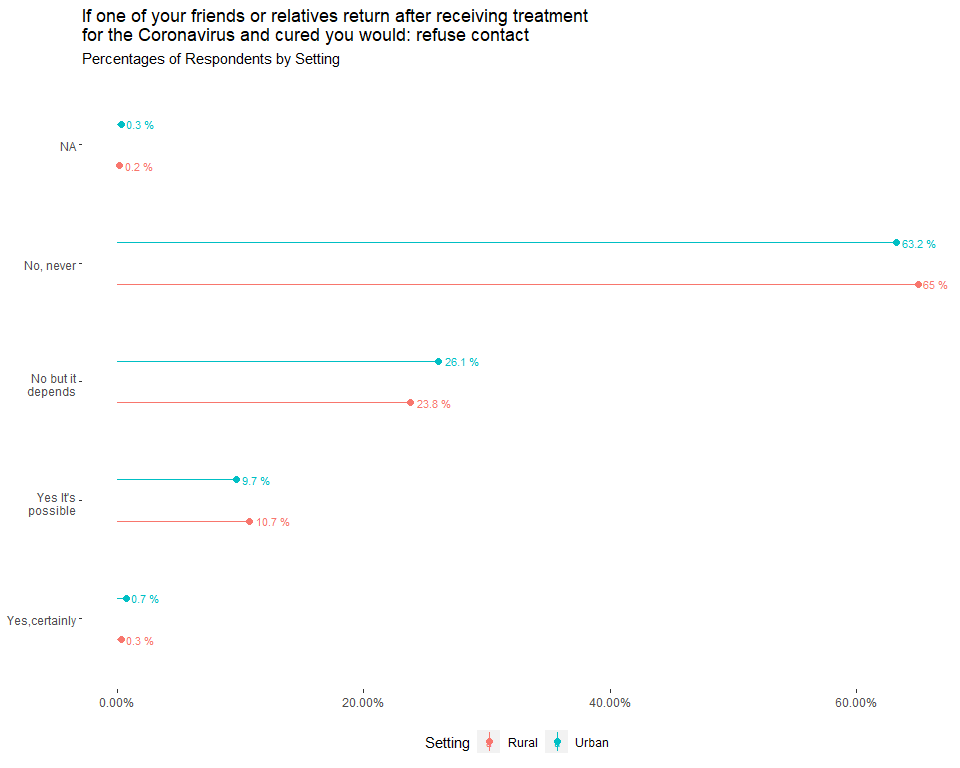 If one of your friends or relatives return after receiving treatment
for the Coronavirus and cured you would: refuse contact
Percentages of Respondents by Setting
0.3 %
NA
0.2 %
63.2 %
No, never
65 %
26.1 %
No but it
depends
23.8 %
9.7 %
Yes It's
possible
10.7 %
0.7 %
Yes,certainly
0.3 %
0.00% 20.00% 40.00% 60.00%
Setting Rural Urban